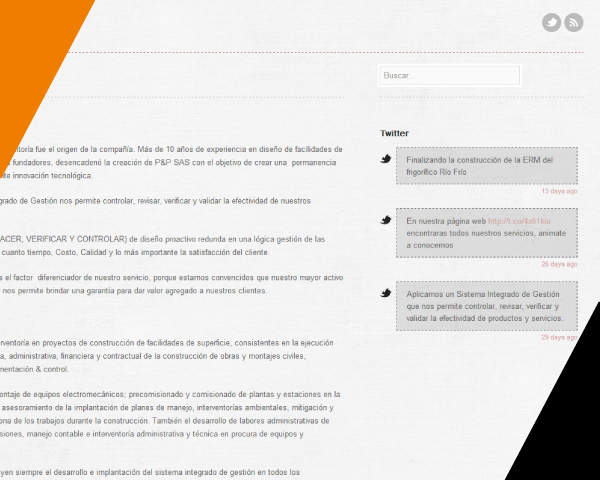 Buscar...
ntoría fue el origen de la compañía. Más de 10 años de experiencia en diseño de facilidades de
fundadores, desencadenó la creación de P&P SAS con el objetivo de crear una permanencia
te innovación tecnológica.
grado de Gestión nos permite controlar, revisar, verificar y validar la efectividad de nuestros
ACER, VERIFICAR Y CONTROLAR) de diseño proactivo redunda en una lógica gestión de las
cuanto tiempo, Costo, Calidad y lo más importante la satisfacción del cliente.
s el factor diferenciador de nuestro servicio, porque estamos convencidos que nuestro mayor activo
nos permite brindar una garantía para dar valor agregado a nuestros clientes.
rventoría en proyectos de construcción de facilidades de superficie, consistentes en la ejecución
a, administrativa, financiera y contractual de la construcción de obras y montajes civiles,
mentación & control.
ontaje de equipos electromecánicos; precomisionado y comisionado de plantas y estaciones en la
asesoramiento de la implantación de planes de manejo, interventorías ambientales, mitigación y
ona de los trabajos durante la construcción. También el desarrollo de labores administrativas de
siones, manejo contable e interventoría administrativa y técnica en procura de equipos y
yen siempre el desarrollo e implantación del sistema integrado de gestión en todos los
Twitter
Finalizando la construcción de la ERM del
frigorífico Río Frío
13 days ago
En nuestra página web
encontraras todos nuestros servicios, animate
a conocernos
26 days ago
Aplicamos un Sistema Integrado de Gestión
que nos permite controlar, revisar, verificar y
validar la efectividad de productos y servicios.
29 days ago